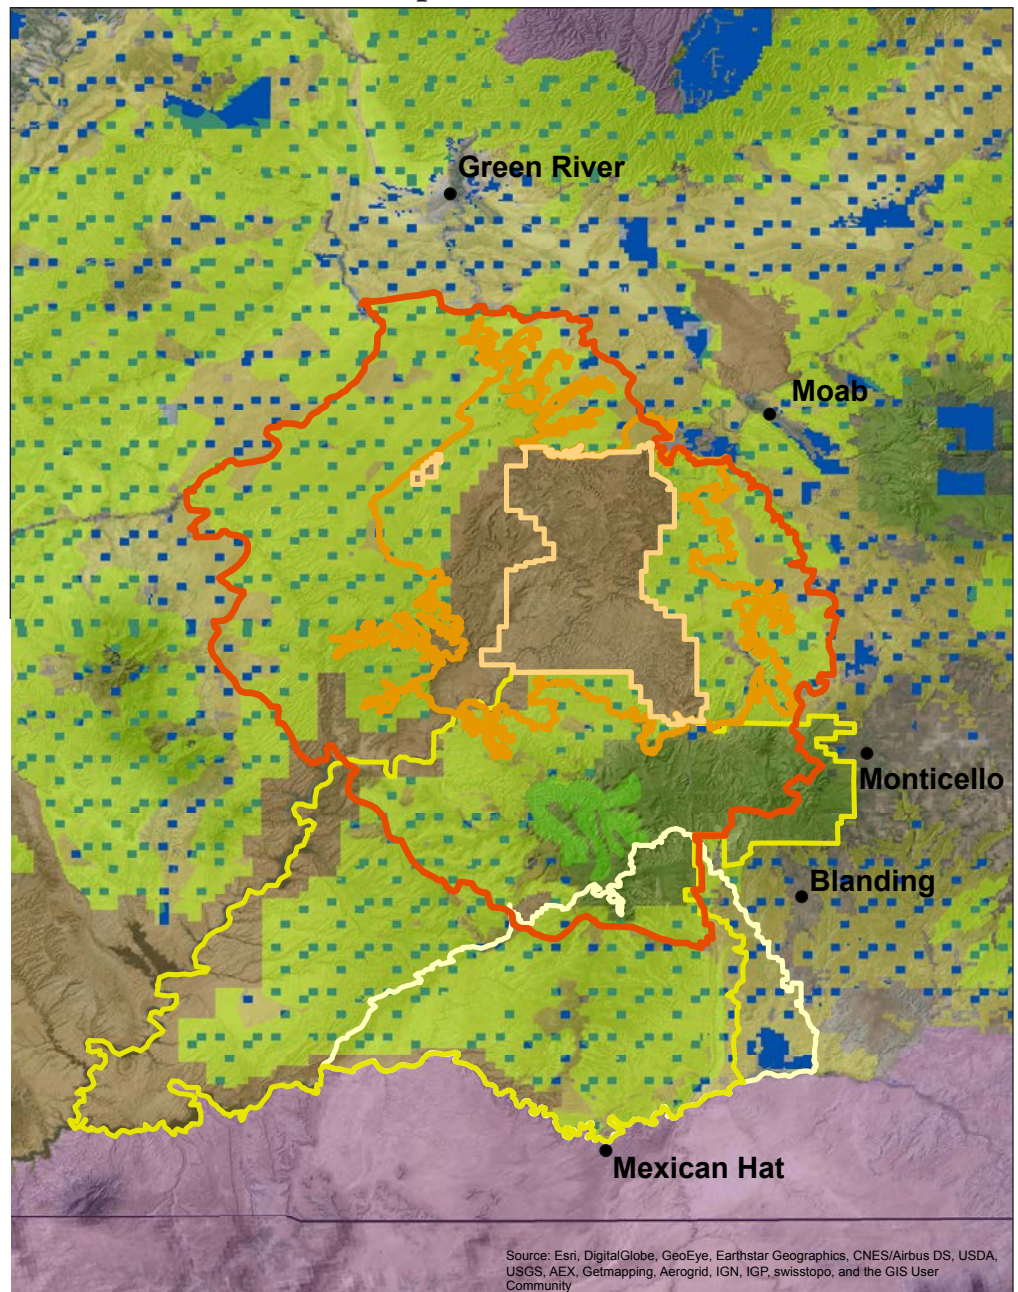 Green River
Moab
Monticello
Blanding
Mexican Hat
Source: Esri, DigitalGlobe, GeoEye, Earthstar Geographics, CNES/Airbus DS, USDA,
USGS, AEX, Getmapping, Aerogrid, IGN, IGP, swisstopo, and the GIS User
Community